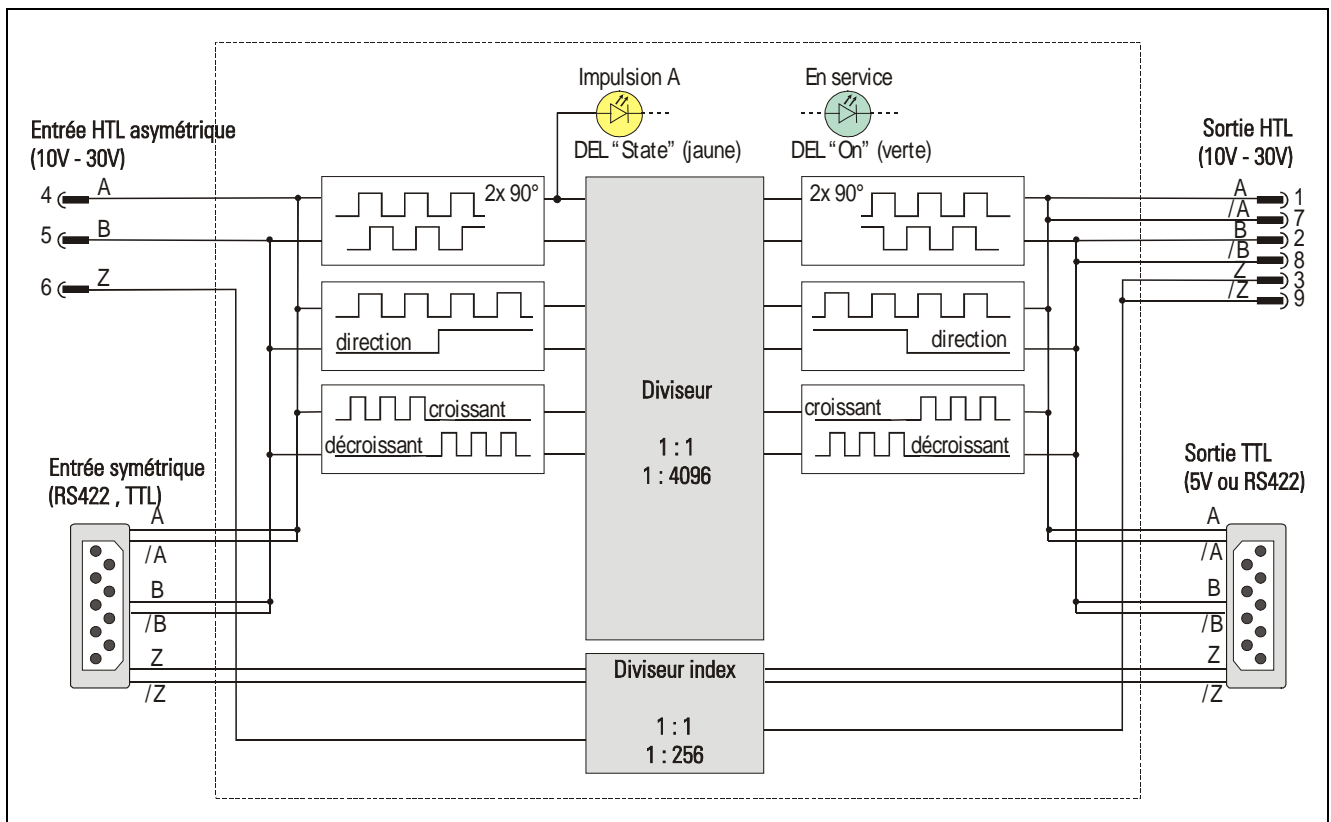 Impulsion A
En service
DEL “State” (jaune)
DEL “On” (verte)
Entrée HTL asymétrique
(10V - 30V)
4 A
5 B
6 Z
2x 90°
direction
croissant
décroissant
Entrée symétrique
(RS422 , TTL)
A
/A
B
/B
Z
/Z
Diviseur
1 : 1
1 : 4096
Diviseur index
1 : 1
1 : 256
2x 90°
direction
croissant
décroissant
Sortie HTL
(10V - 30V)
A 1
/A 7
B 2
/B 8
Z 3
/Z 9
Sortie TTL
(5V ou RS422)
A
/A
B
/B
Z
/Z